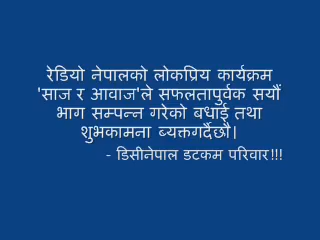 रेडियो नेपालको लोकप्रिय कार्यक्रम
'साज र आवाज'ले सफलतापुर्वक सयौं
भाग सम्पन्न गरेको बधाई तथा
शुभकामना ब्यक्तगर्दैछौ।
- डिसीनेपाल डटकम परिवार!!!